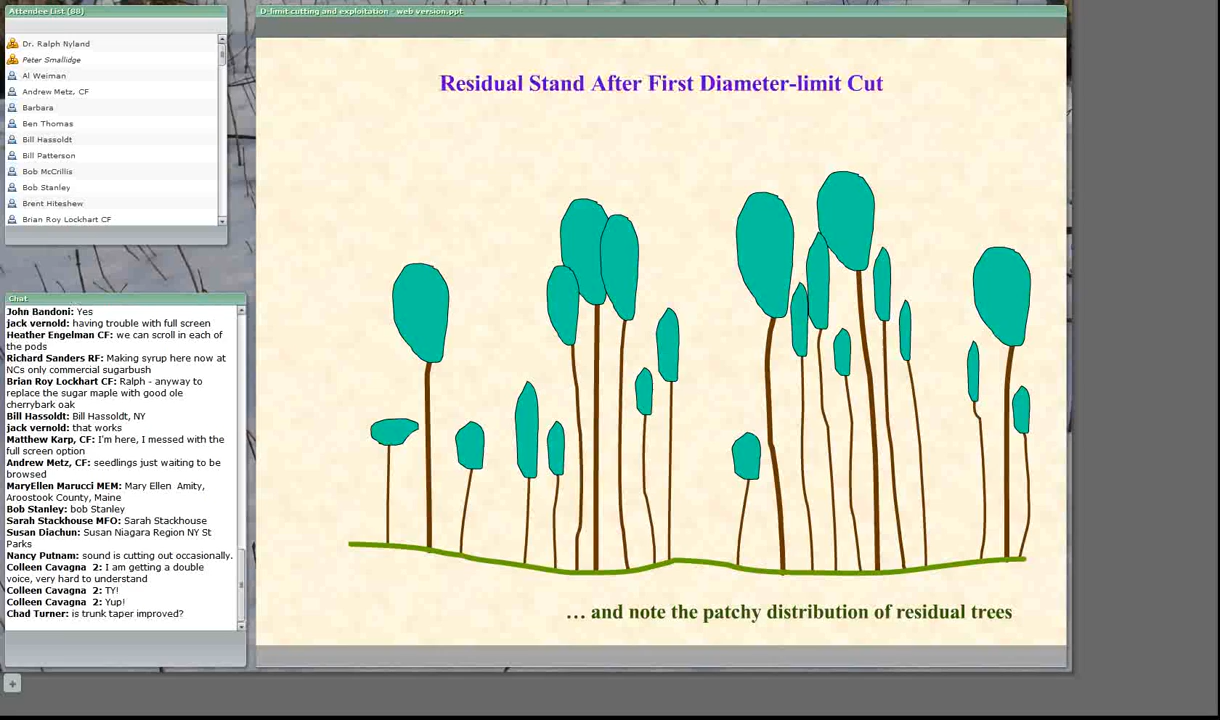 Attendee List (88)
Dr. Ralph Nyland
Peter Smallidge
Al Weiman
Andrew Metz, CF
Barbara
Ben Thomas
Bill Hassoldt
Bill Patterson
Bob McCrillis
Bob Stanley
Brent Hiteshew
Brian Roy Lockhart CF
Chat
John Bandoni: Yes
jack vernold: having trouble with full screen
Heather Engelman CF: we can scroll in each of
the pods
Richard Sanders RF: Making syrup here now at
NCs only commercial sugarbush
Brian Roy Lockhart CF: Ralph - anyway to
replace the sugar maple with good ole
cherrybark oak
Bill Hassoldt: Bill Hassoldt, NY
jack vernold: that works
Matthew Karp, CF: I'm here, I messed with the
full screen option
Andrew Metz, CF: seedlings just waiting to be
browsed
MaryEllen Marucci MEM: Mary Ellen Amity,
Aroostook County, Maine
Bob Stanley: bob Stanley
Sarah Stackhouse MFO: Sarah Stackhouse
Susan Diachun: Susan Niagara Region NY St
Parks
Nancy Putnam: sound is cutting out occasionally.
Colleen Cavagna 2: I am getting a double
voice, very hard to understand
Colleen Cavagna 2: TY!
Colleen Cavagna 2: Yup!
Chad Turner: is trunk taper improved?
D-limit cutting and exploitation - web version.ppt
Residual Stand After First Diameter-limit Cut
… and note the patchy distribution of residual trees